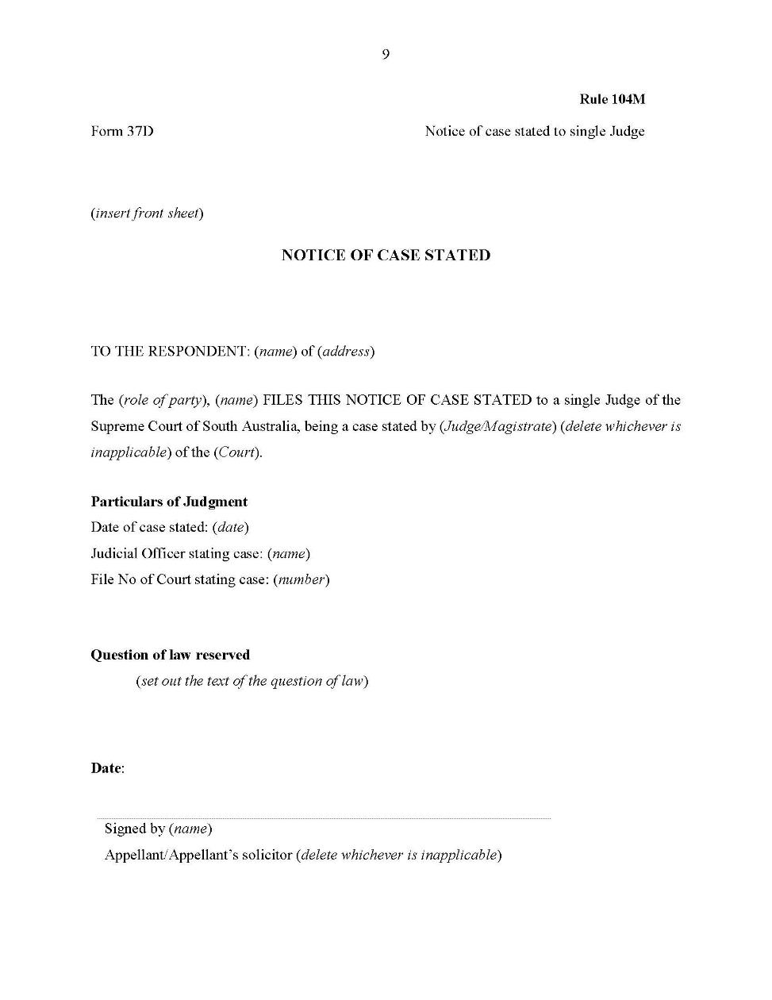 9
Rule 104M
Form 37D Notice of case stated to single Judge
(insert front sheet)
NOTICE OF CASE STATED
TO THE RESPONDENT: (name) of (address)
The (role of party), (name) FILES THIS NOTICE OF CASE STATED to a single Judge of the
Supreme Court of South Australia, being a case stated by (Judge/Magistrate) (delete whichever is
inapplicable) of the (Court).
Particulars of Judgment
Date of case stated: (date)
Judicial Officer stating case: (name)
File No of Court stating case: (number)
Question of law reserved
(set out the text of the question of law)
Date:
Signed by (name)
Appellant/Appellant's solicitor (delete whichever is inapplicable)